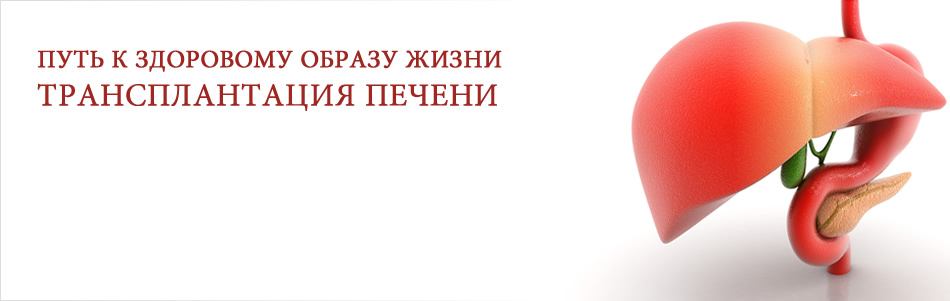 ПУТЬ К ЗДОРОВОМУ ОБРАЗУ ЖИЗНИ
ТРАНСПЛАНТАЦИЯ ПЕЧЕНИ